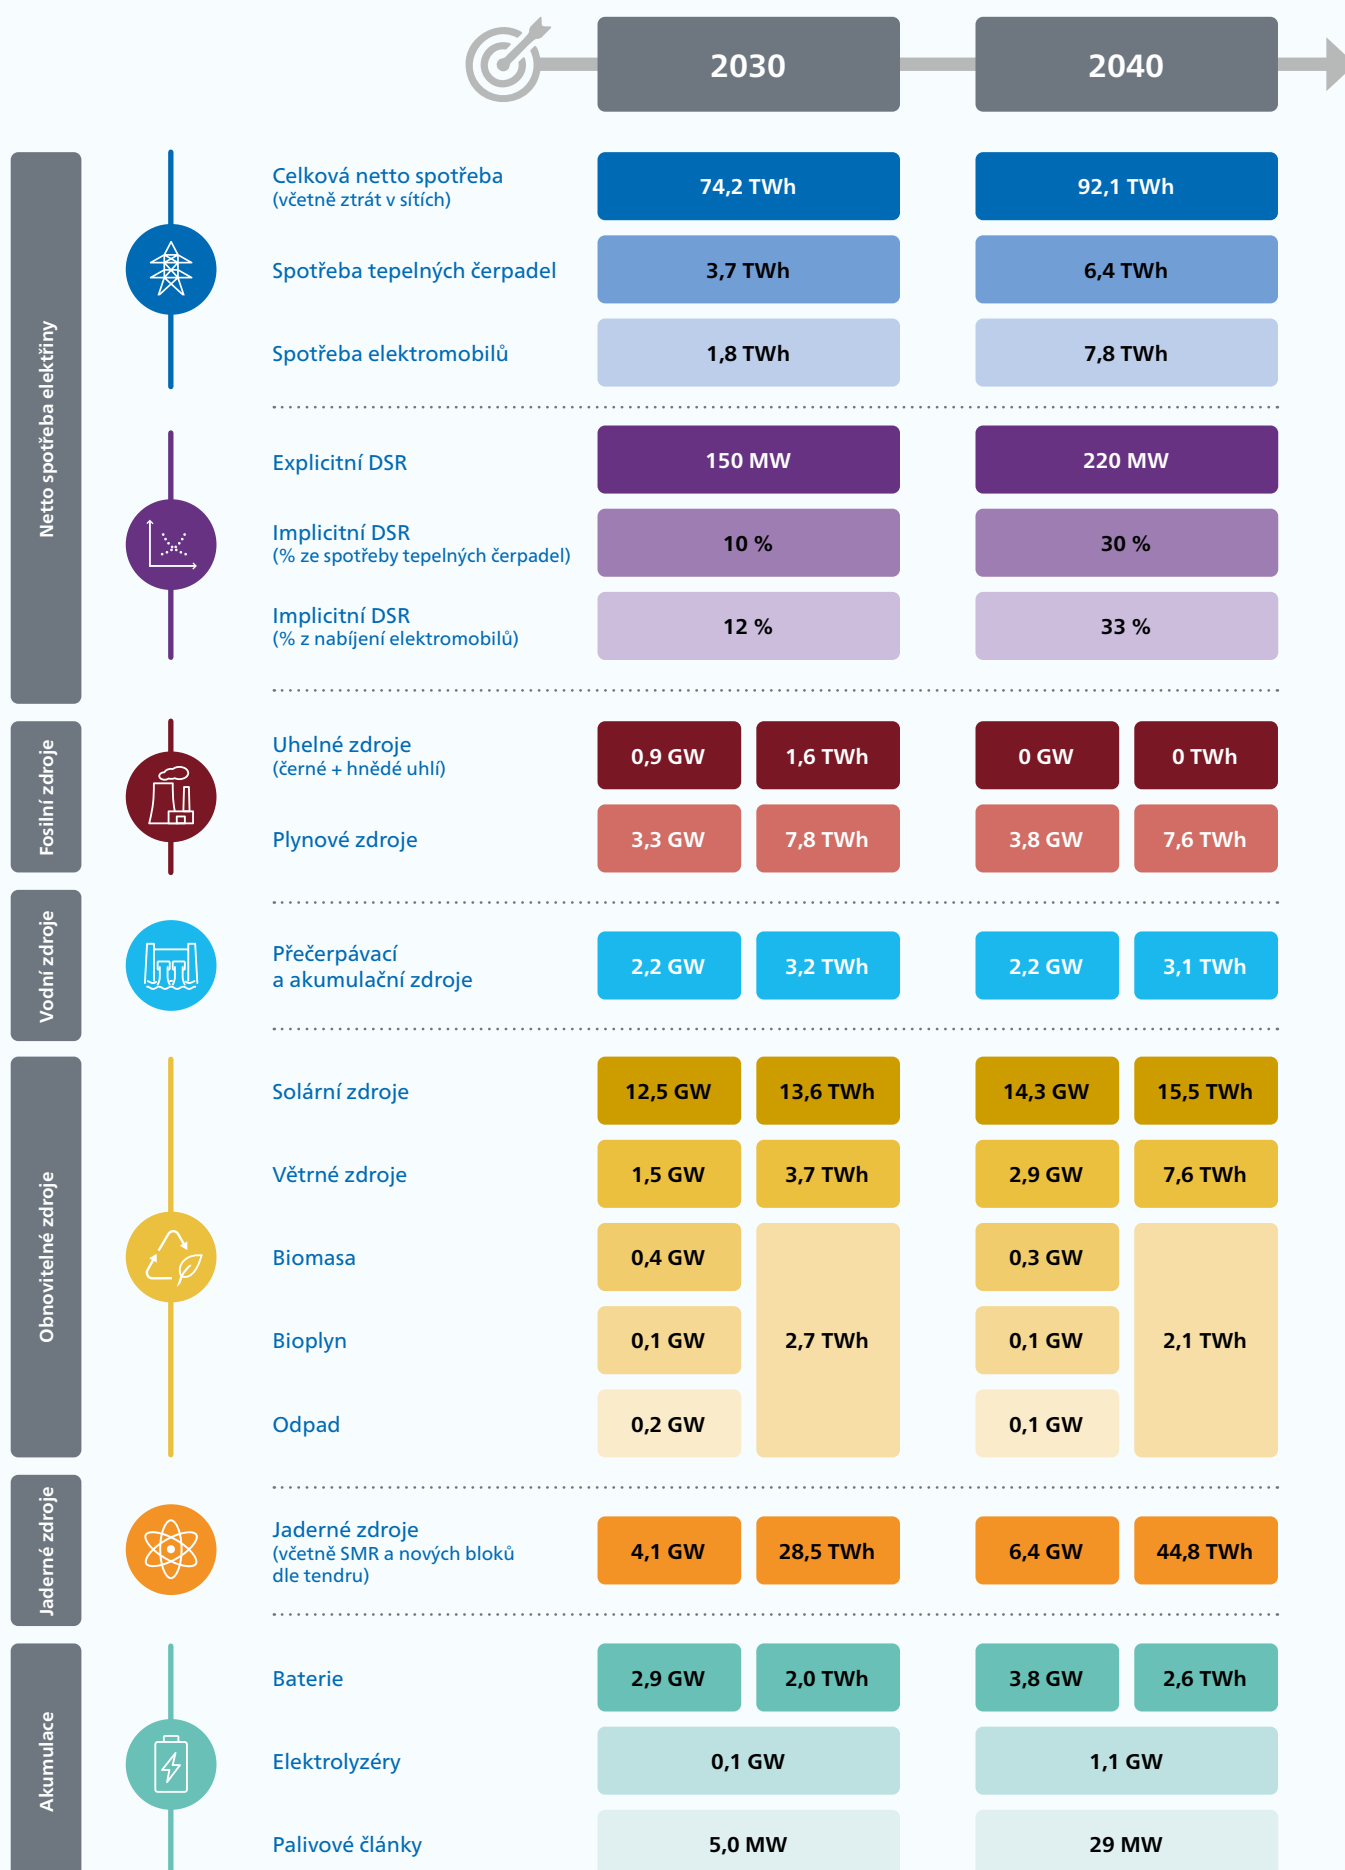 2030
2040
Netto spotřeba elektřiny
Celková netto spotřeba
(včetně ztrát v sítích)
74,2 TWh
92,1 TWh
Spotřeba tepelných čerpadel
3,7 TWh
6,4 TWh
Spotřeba elektromobilů
1,8 TWh
7,8 TWh
Explicitní DSR
150 MW
220 MW
Implicitní DSR
(% ze spotřeby tepelných čerpadel)
10 %
30 %
Implicitní DSR
(% z nabíjení elektromobilů)
12 %
33 %
Fosilní zdroje
Uhelné zdroje
(černé + hnědé uhlí)
0,9 GW
1,6 TWh
0 GW
0 TWh
Plynové zdroje
3,3 GW
7,8 TWh
3,8 GW
7,6 TWh
Vodní zdroje
Přečerpávací
a akumulační zdroje
2,2 GW
3,2 TWh
2,2 GW
3,1 TWh
Obnovitelné zdroje
Solární zdroje
12,5 GW
13,6 TWh
14,3 GW
15,5 TWh
Větrné zdroje
1,5 GW
3,7 TWh
2,9 GW
7,6 TWh
Biomasa
0,4 GW
0,3 GW
Bioplyn
0,1 GW
2,7 TWh
0,1 GW
2,1 TWh
Odpad
0,2 GW
0,1 GW
Jaderné zdroje
Jaderné zdroje
(včetně SMR a nových bloků
dle tendru)
4,1 GW
28,5 TWh
6,4 GW
44,8 TWh
Akumulace
Baterie
2,9 GW
2,0 TWh
3,8 GW
2,6 TWh
Elektrolyzéry
0,1 GW
1,1 GW
Palivové články
5,0 MW
29 MW